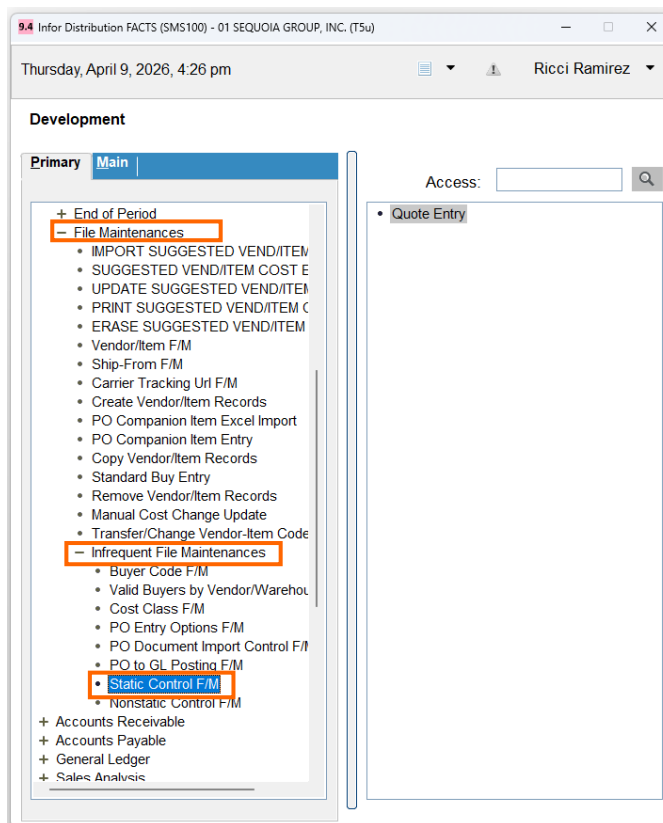 9.4 Infor Distribution FACTS (SMS100) - 01 SEQUOIA GROUP, INC. (T5u)
Thursday, April 9, 2026, 4:26 pm
Ricci Ramirez
Development
Primary Main
Access:
+ End of Period
− File Maintenances
• IMPORT SUGGESTED VEND/ITEM
• SUGGESTED VEND/ITEM COST E
• UPDATE SUGGESTED VEND/ITEM
• PRINT SUGGESTED VEND/ITEM C
• ERASE SUGGESTED VEND/ITEM
• Vendor/Item F/M
• Ship-From F/M
• Carrier Tracking Url F/M
• Create Vendor/Item Records
• PO Companion Item Excel Import
• PO Companion Item Entry
• Copy Vendor/Item Records
• Standard Buy Entry
• Remove Vendor/Item Records
• Manual Cost Change Update
• Transfer/Change Vendor-Item Code
− Infrequent File Maintenances
• Buyer Code F/M
• Valid Buyers by Vendor/Warehou
• Cost Class F/M
• PO Entry Options F/M
• PO Document Import Control F/M
• PO to GL Posting F/M
• Static Control F/M
• Nonstatic Control F/M
+ Accounts Receivable
+ Accounts Payable
+ General Ledger
+ Sales Analysis
• Quote Entry